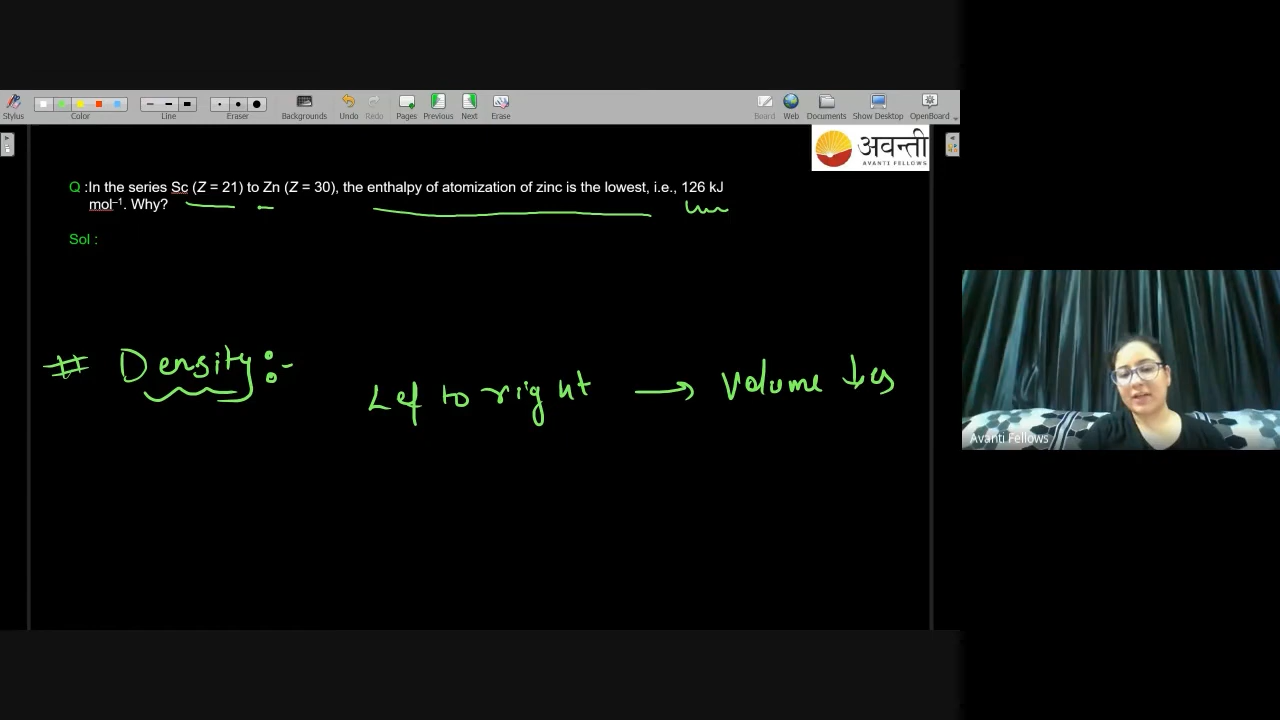 Stylus
Color
Line
Eraser
Backgrounds
Undo
Redo
Pages
Previous
Next
Erase
Board
Web
Documents
Show Desktop
OpenBoard
अवन्ती
AVANTI FELLOWS
Q :In the series Sc (Z = 21) to Zn (Z = 30), the enthalpy of atomization of zinc is the lowest, i.e., 126 kJ
mol⁻¹. Why?
Sol :
# Density :-
Lef to right → Volume ↓es
Avanti Fellows